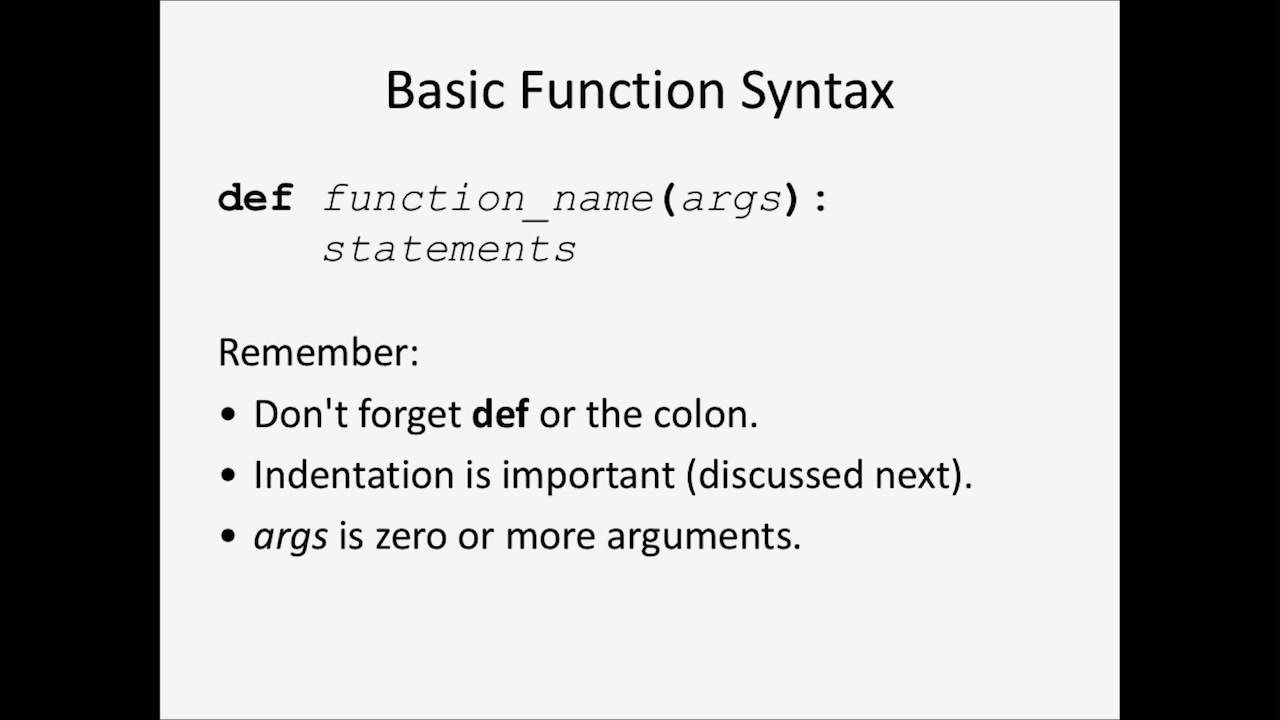 Basic Function Syntax
def function_name(args):
    statements
Remember:
• Don't forget def or the colon.
• Indentation is important (discussed next).
• args is zero or more arguments.